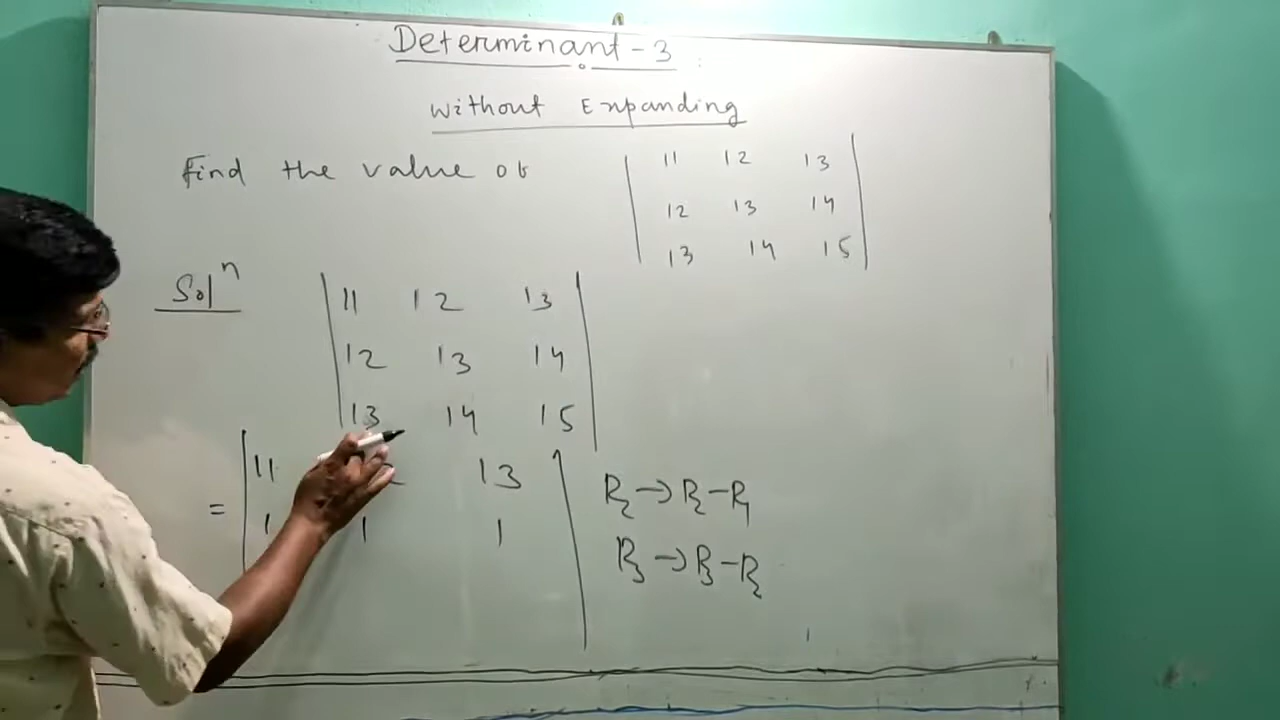 Determinant - 3
without Expanding
Find the value of
| 11 12 13 |
| 12 13 14 |
| 13 14 15 |
Solⁿ
| 11 12 13 |
| 12 13 14 |
| 13 14 15 |
= | 11 13 |
| 1 1 1 |
R₂ → R₂ - R₁
R₃ → R₃ - R₂